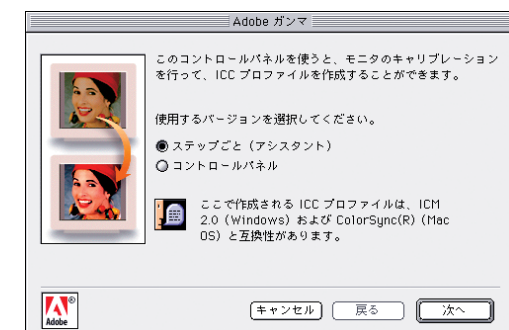 Adobe ガンマ
このコントロールパネルを使うと、モニタのキャリブレーション
を行って、ICC プロファイルを作成することができます。
使用するバージョンを選択してください。
ステップごと（アシスタント）
コントロールパネル
ここで作成される ICC プロファイルは、ICM
2.0（Windows）および ColorSync(R)（Mac
OS）と互換性があります。
Adobe
キャンセル
戻る
次へ